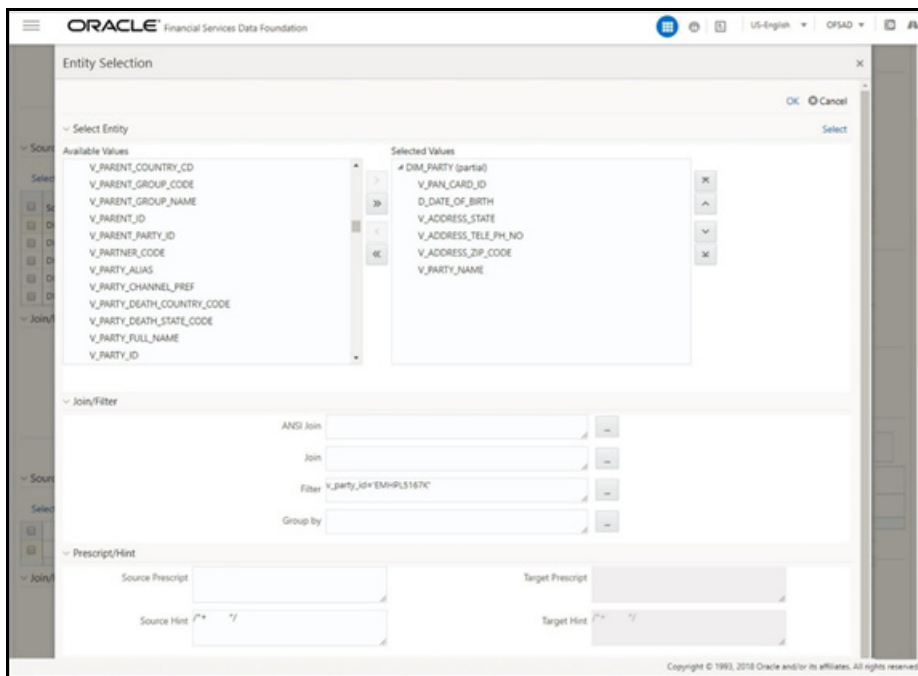 ORACLE Financial Services Data Foundation US-English OFSAD
Entity Selection
OK Cancel
Select Entity Select
Available Values Selected Values
V_PARENT_COUNTRY_CD
V_PARENT_GROUP_CODE
V_PARENT_GROUP_NAME
V_PARENT_ID
V_PARENT_PARTY_ID
V_PARTNER_CODE
V_PARTY_ALIAS
V_PARTY_CHANNEL_PREF
V_PARTY_DEATH_COUNTRY_CODE
V_PARTY_DEATH_STATE_CODE
V_PARTY_FULL_NAME
V_PARTY_ID
DIM_PARTY (partial)
V_PAN_CARD_ID
D_DATE_OF_BIRTH
V_ADDRESS_STATE
V_ADDRESS_TELE_PH_NO
V_ADDRESS_ZIP_CODE
V_PARTY_NAME
Join/Filter
ANSI Join
Join
Filter v_party_id='EMHPL5167K'
Group by
Prescript/Hint
Source Prescript Target Prescript
Source Hint /*+ */ Target Hint /*+ */
Copyright © 1993, 2018 Oracle and/or its affiliates. All rights reserved